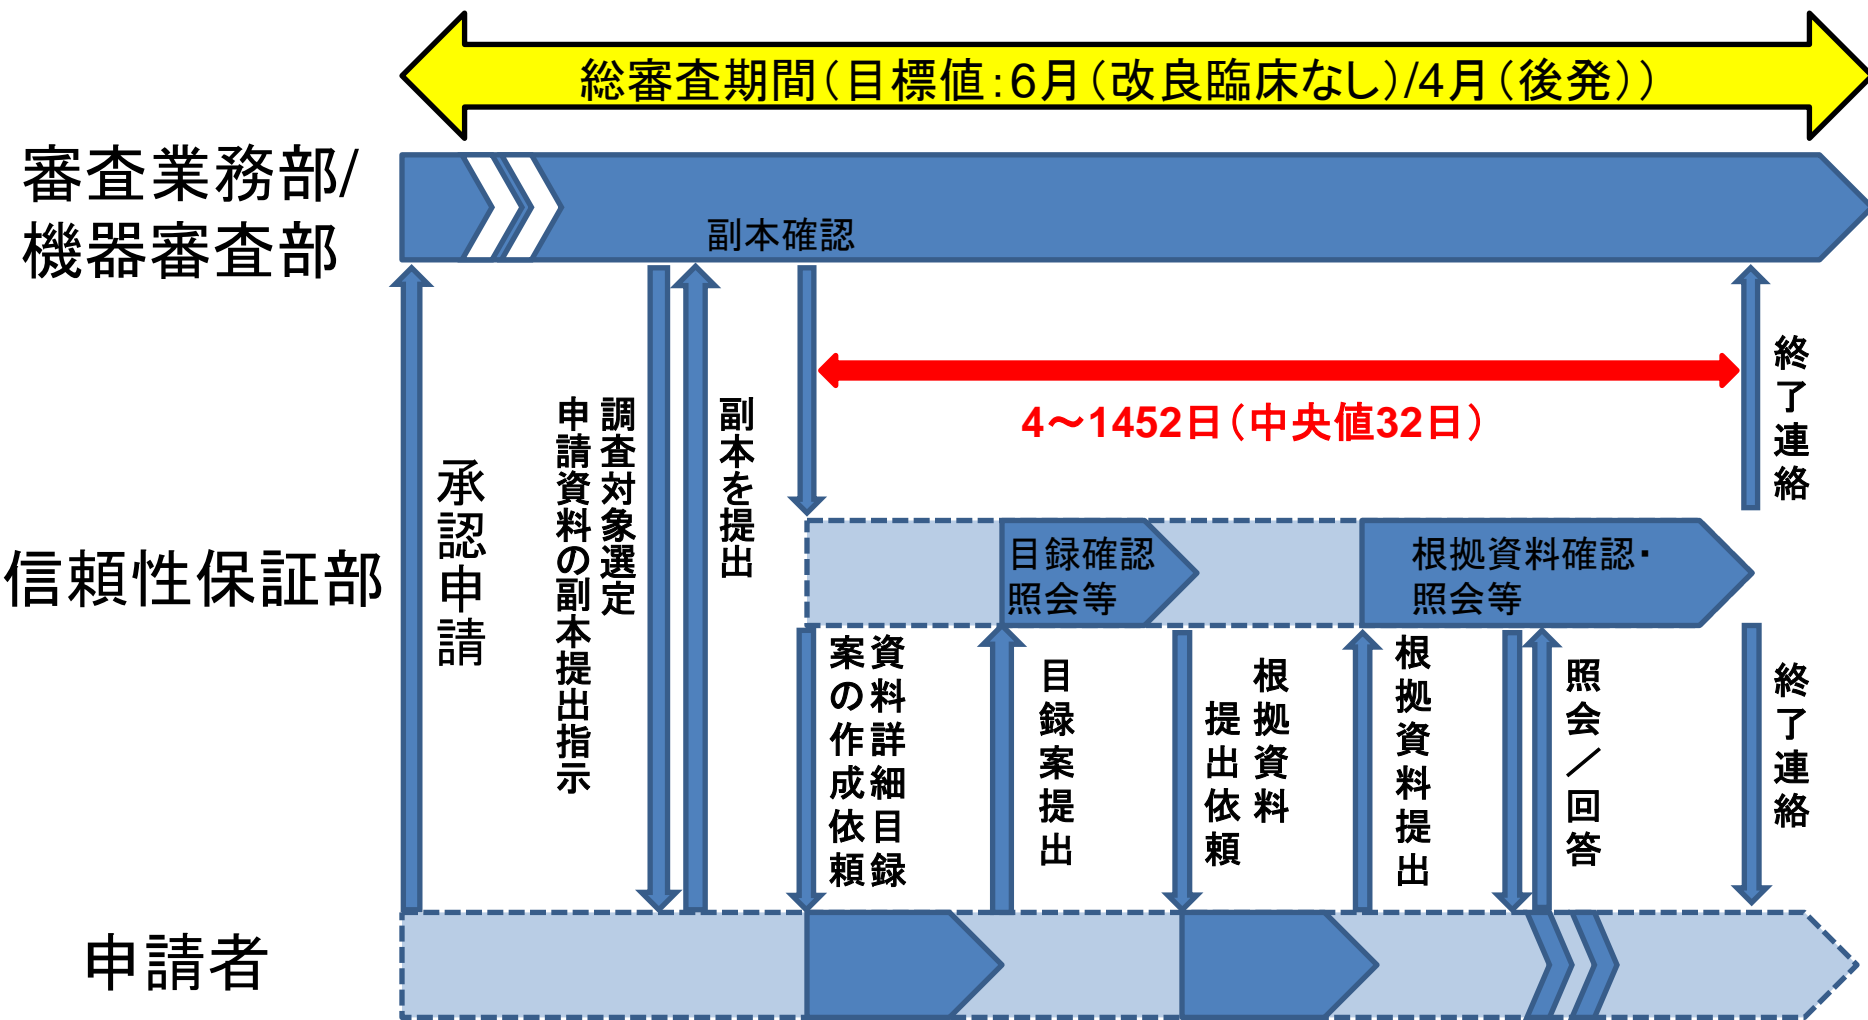 総審査期間（目標値：6月（改良臨床なし）/4月（後発））
審査業務部/
機器審査部
副本確認
承認申請
調査対象選定
申請資料の副本提出指示
副本を提出
4～1452日（中央値32日）
終了連絡
信頼性保証部
目録確認
照会等
根拠資料確認・
照会等
資料詳細目録
案の作成依頼
目録案提出
根拠資料
提出依頼
根拠資料提出
照会／回答
終了連絡
申請者